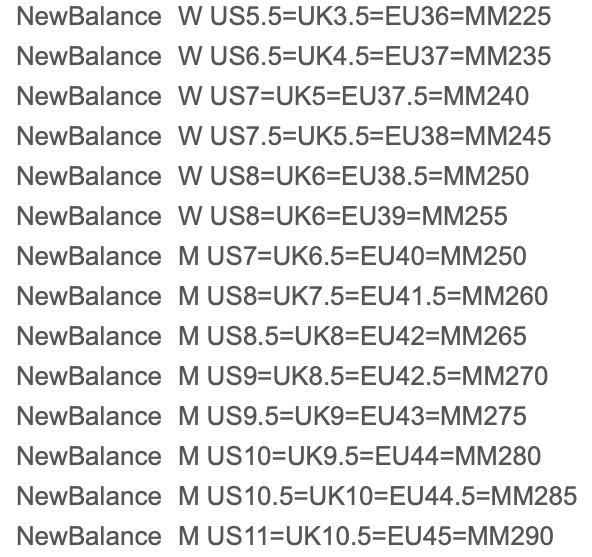 NewBalance W US5.5=UK3.5=EU36=MM225
NewBalance W US6.5=UK4.5=EU37=MM235
NewBalance W US7=UK5=EU37.5=MM240
NewBalance W US7.5=UK5.5=EU38=MM245
NewBalance W US8=UK6=EU38.5=MM250
NewBalance W US8=UK6=EU39=MM255
NewBalance M US7=UK6.5=EU40=MM250
NewBalance M US8=UK7.5=EU41.5=MM260
NewBalance M US8.5=UK8=EU42=MM265
NewBalance M US9=UK8.5=EU42.5=MM270
NewBalance M US9.5=UK9=EU43=MM275
NewBalance M US10=UK9.5=EU44=MM280
NewBalance M US10.5=UK10=EU44.5=MM285
NewBalance M US11=UK10.5=EU45=MM290